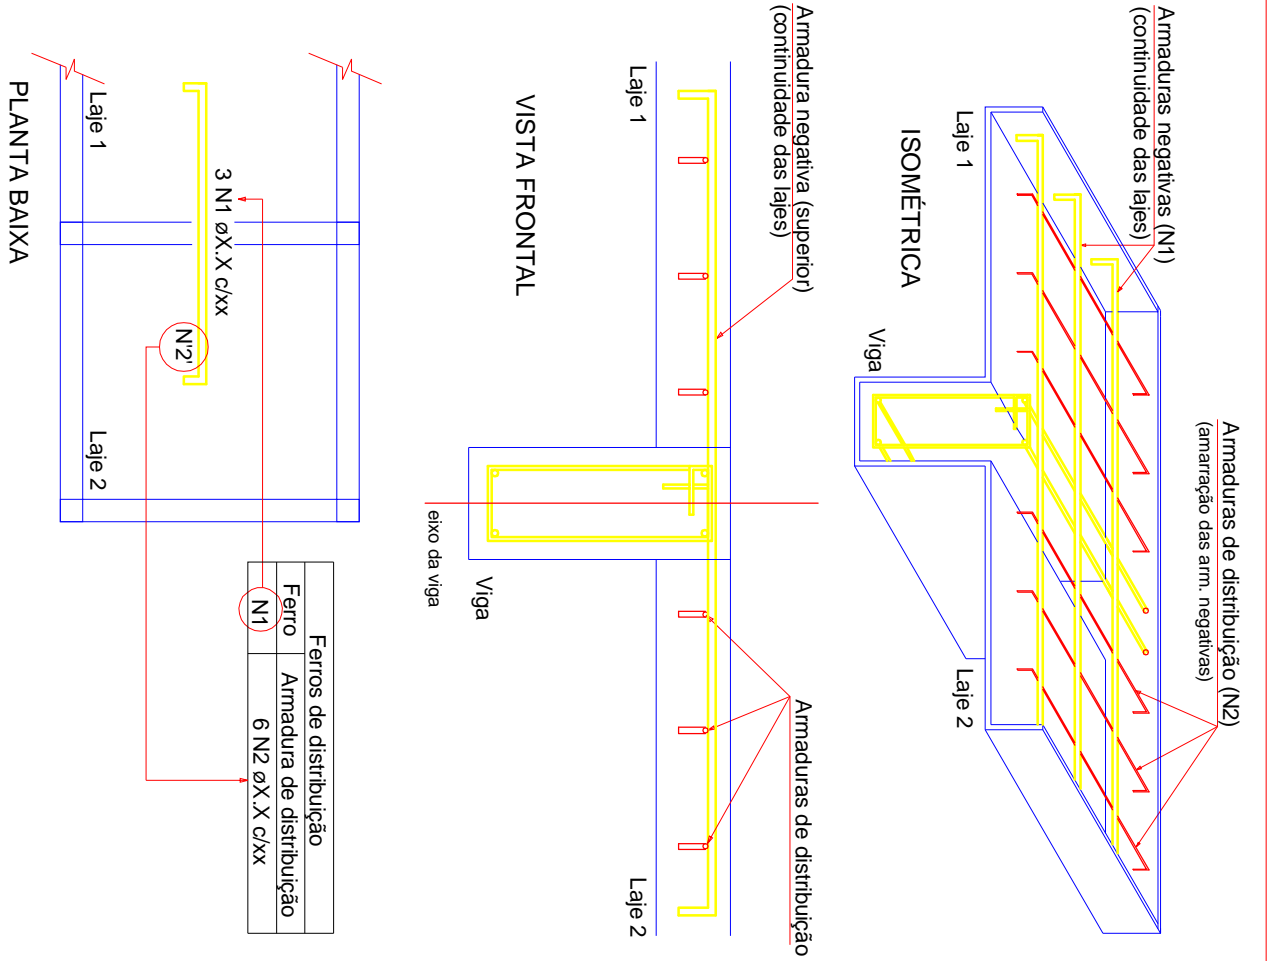 Armaduras de distribuição (N2)
(amarração das arm. negativas)
Armaduras negativas (N1)
(continuidade das lajes)
Laje 1
Viga
Laje 2
ISOMÉTRICA
Armadura negativa (superior)
(continuidade das lajes)
Armaduras de distribuição
Laje 1
Laje 2
Viga
eixo da viga
VISTA FRONTAL
3 N1 øX.X c/xx
N'2'
Laje 1
Laje 2
PLANTA BAIXA
Ferros de distribuição
Ferro Armadura de distribuição
N1 6 N2 øX.X c/xx